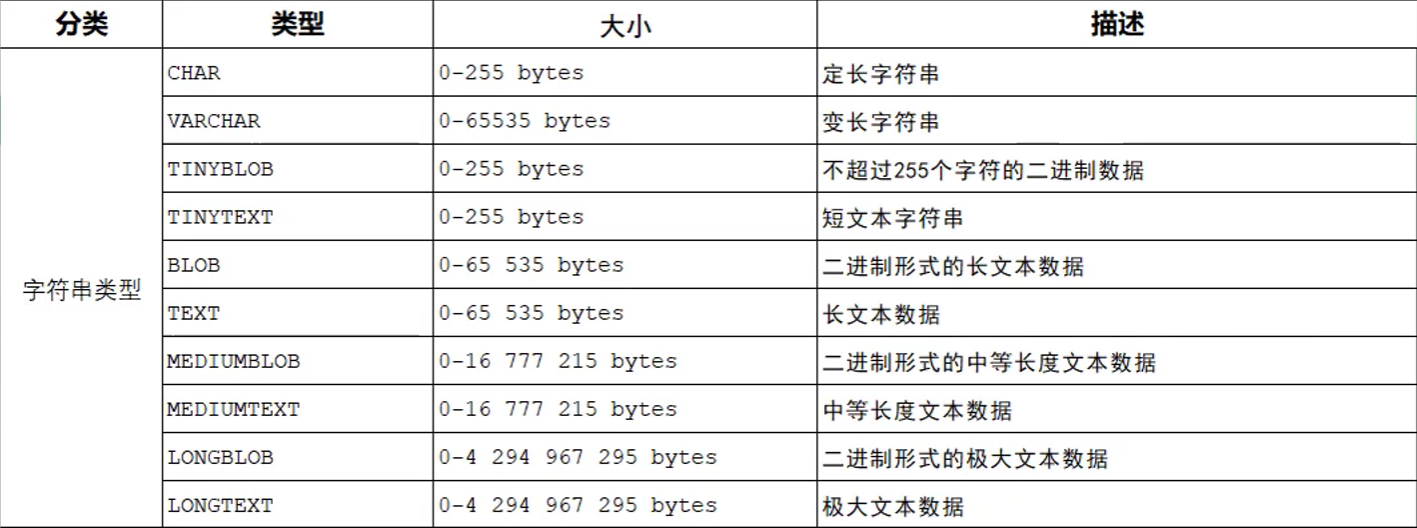 分类 类型 大小 描述
CHAR 0-255 bytes 定长字符串
VARCHAR 0-65535 bytes 变长字符串
TINYBLOB 0-255 bytes 不超过255个字符的二进制数据
TINYTEXT 0-255 bytes 短文本字符串
BLOB 0-65 535 bytes 二进制形式的长文本数据
字符串类型
TEXT 0-65 535 bytes 长文本数据
MEDIUMBLOB 0-16 777 215 bytes 二进制形式的中等长度文本数据
MEDIUMTEXT 0-16 777 215 bytes 中等长度文本数据
LONGBLOB 0-4 294 967 295 bytes 二进制形式的极大文本数据
LONGTEXT 0-4 294 967 295 bytes 极大文本数据